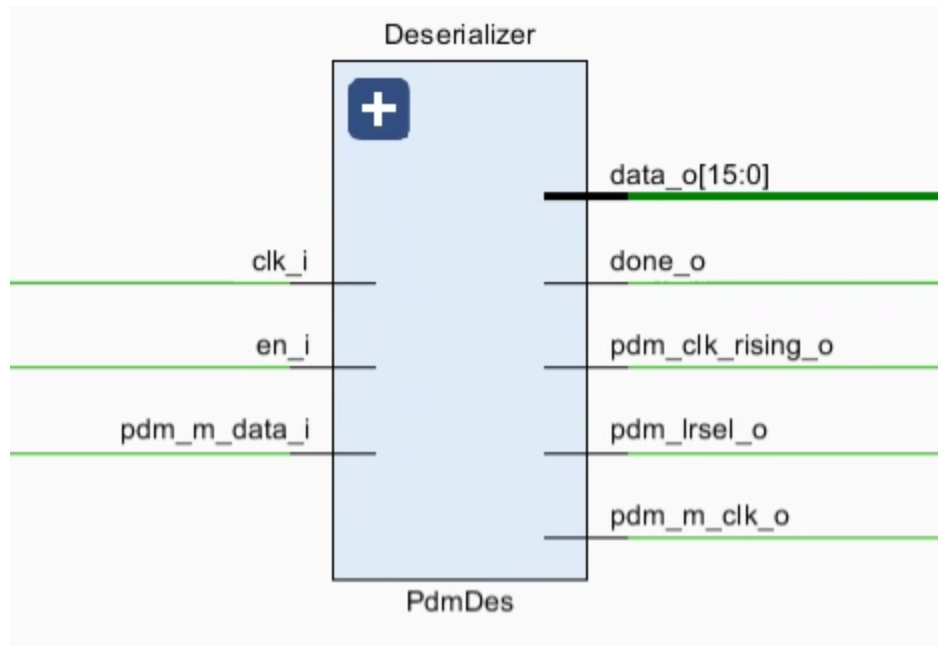 Deserializer
data_o[15:0]
clk_i
done_o
en_i
pdm_clk_rising_o
pdm_m_data_i
pdm_lrsel_o
pdm_m_clk_o
PdmDes